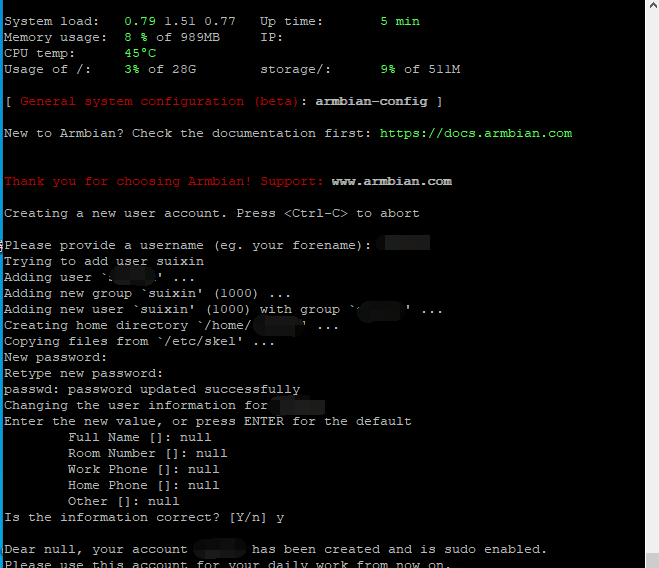 System load:   0.79 1.51 0.77   Up time:       5 min
Memory usage:  8 % of 989MB     IP:
CPU temp:      45°C
Usage of /:    3% of 28G        storage/:      9% of 511M
[ General system configuration (beta): armbian-config ]
New to Armbian? Check the documentation first: https://docs.armbian.com
Thank you for choosing Armbian! Support: www.armbian.com
Creating a new user account. Press <Ctrl-C> to abort
Please provide a username (eg. your forename):
Trying to add user suixin
Adding user `' ...
Adding new group `suixin' (1000) ...
Adding new user `suixin' (1000) with group `' ...
Creating home directory `/home/' ...
Copying files from `/etc/skel' ...
New password:
Retype new password:
passwd: password updated successfully
Changing the user information for
Enter the new value, or press ENTER for the default
        Full Name []: null
        Room Number []: null
        Work Phone []: null
        Home Phone []: null
        Other []: null
Is the information correct? [Y/n] y
Dear null, your account has been created and is sudo enabled.
Please use this account for your daily work from now on.